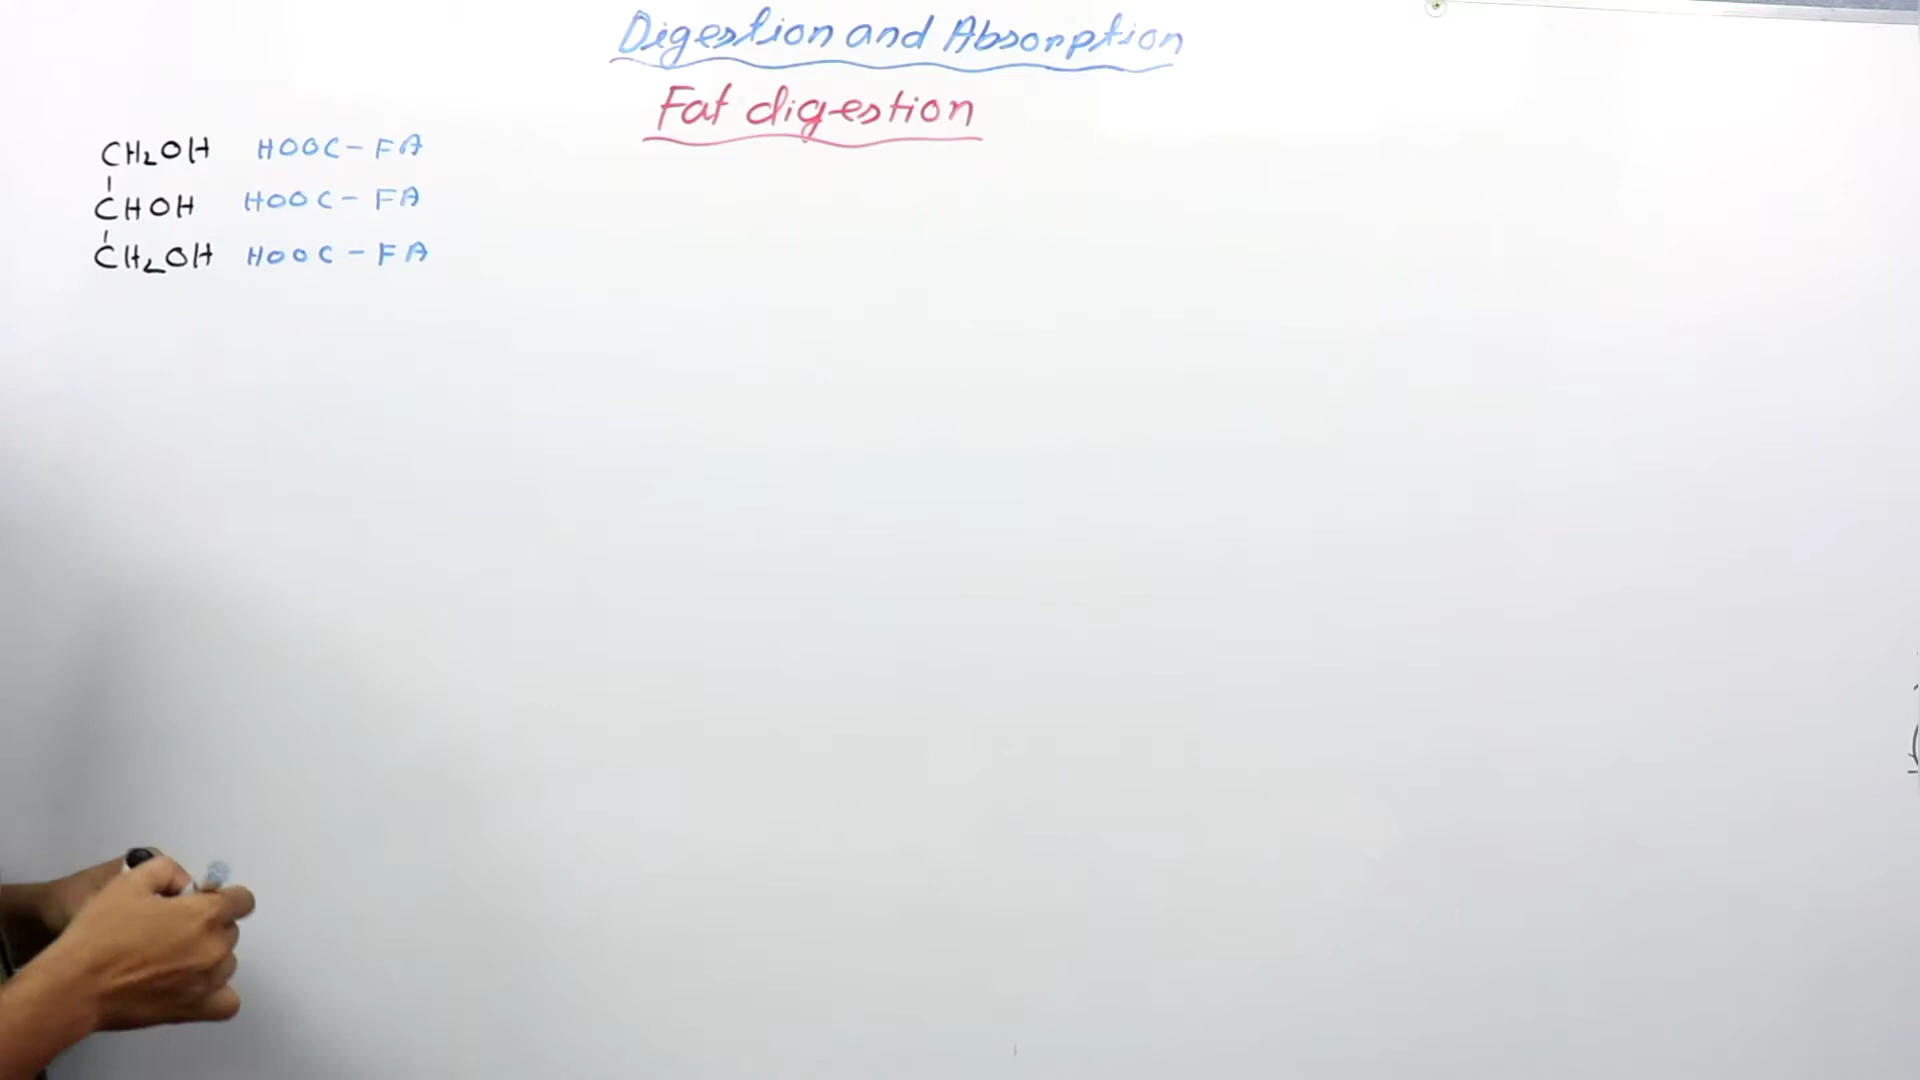 Digestion and Absorption
Fat digestion
CH₂OH HOOC-FA
CHOH HOOC-FA
CH₂OH HOOC-FA